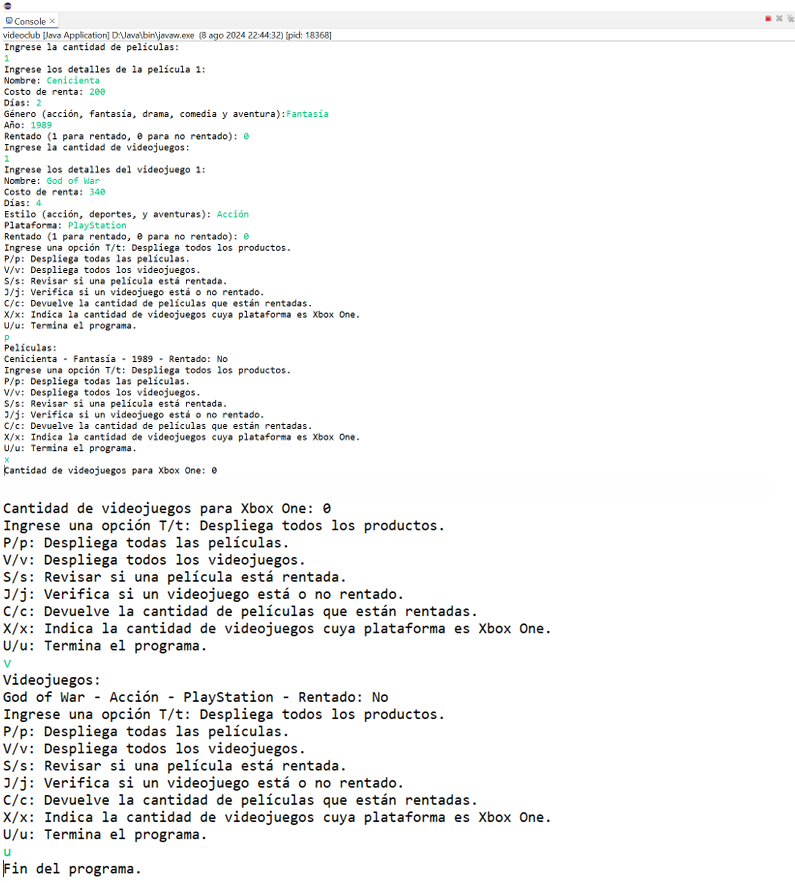 Console
videoclub [Java Application] D:\Java\bin\javaw.exe (8 ago 2024 22:44:32) [pid: 18368]
Ingrese la cantidad de películas:
1
Ingrese los detalles de la película 1:
Nombre: Cenicienta
Costo de renta: 200
Días: 2
Género (acción, fantasía, drama, comedia y aventura):Fantasía
Año: 1989
Rentado (1 para rentado, 0 para no rentado): 0
Ingrese la cantidad de videojuegos:
1
Ingrese los detalles del videojuego 1:
Nombre: God of War
Costo de renta: 340
Días: 4
Estilo (acción, deportes, y aventuras): Acción
Plataforma: PlayStation
Rentado (1 para rentado, 0 para no rentado): 0
Ingrese una opción T/t: Despliega todos los productos.
P/p: Despliega todas las películas.
V/v: Despliega todos los videojuegos.
S/s: Revisar si una película está rentada.
J/j: Verifica si un videojuego está o no rentado.
C/c: Devuelve la cantidad de películas que están rentadas.
X/x: Indica la cantidad de videojuegos cuya plataforma es Xbox One.
U/u: Termina el programa.
p
Películas:
Cenicienta - Fantasía - 1989 - Rentado: No
Ingrese una opción T/t: Despliega todos los productos.
P/p: Despliega todas las películas.
V/v: Despliega todos los videojuegos.
S/s: Revisar si una película está rentada.
J/j: Verifica si un videojuego está o no rentado.
C/c: Devuelve la cantidad de películas que están rentadas.
X/x: Indica la cantidad de videojuegos cuya plataforma es Xbox One.
U/u: Termina el programa.
x
Cantidad de videojuegos para Xbox One: 0
Cantidad de videojuegos para Xbox One: 0
Ingrese una opción T/t: Despliega todos los productos.
P/p: Despliega todas las películas.
V/v: Despliega todos los videojuegos.
S/s: Revisar si una película está rentada.
J/j: Verifica si un videojuego está o no rentado.
C/c: Devuelve la cantidad de películas que están rentadas.
X/x: Indica la cantidad de videojuegos cuya plataforma es Xbox One.
U/u: Termina el programa.
v
Videojuegos:
God of War - Acción - PlayStation - Rentado: No
Ingrese una opción T/t: Despliega todos los productos.
P/p: Despliega todas las películas.
V/v: Despliega todos los videojuegos.
S/s: Revisar si una película está rentada.
J/j: Verifica si un videojuego está o no rentado.
C/c: Devuelve la cantidad de películas que están rentadas.
X/x: Indica la cantidad de videojuegos cuya plataforma es Xbox One.
U/u: Termina el programa.
u
Fin del programa.